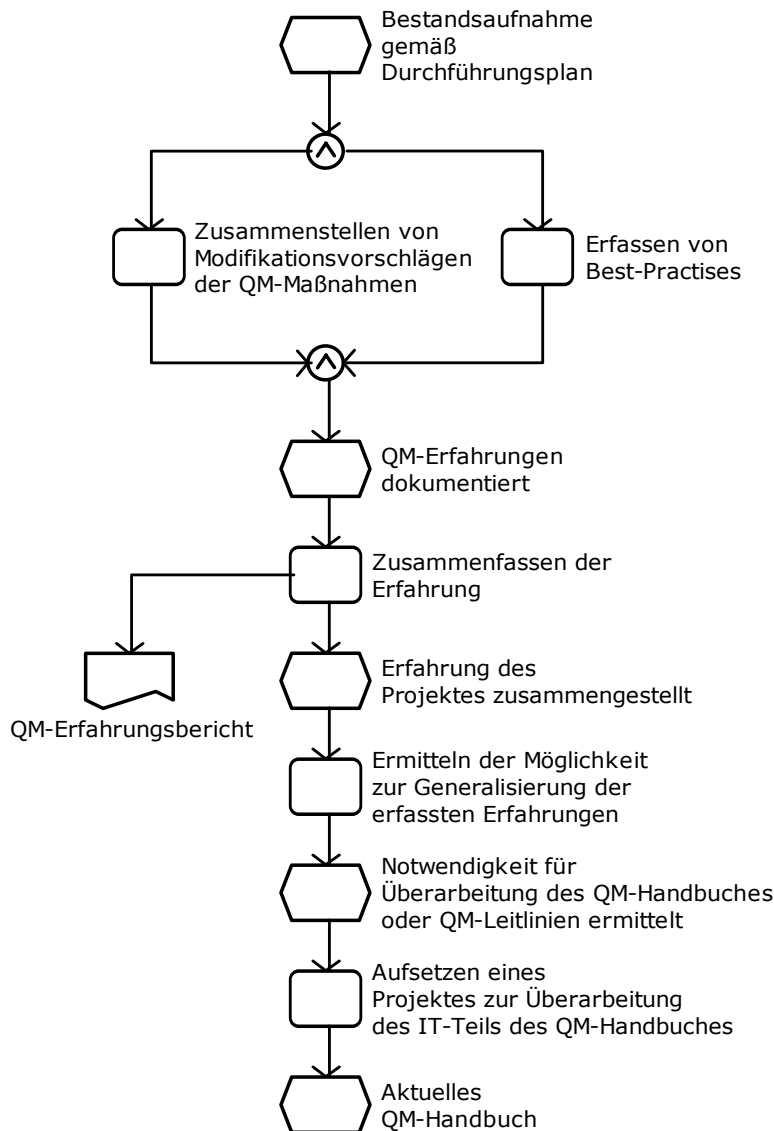 Bestandsaufnahme
gemäß
Durchführungsplan
Zusammenstellen von
Modifikationsvorschlägen
der QM-Maßnahmen
Erfassen von
Best-Practises
QM-Erfahrungen
dokumentiert
Zusammenfassen der
Erfahrung
QM-Erfahrungsbericht
Erfahrung des
Projektes zusammengestellt
Ermitteln der Möglichkeit
zur Generalisierung der
erfassten Erfahrungen
Notwendigkeit für
Überarbeitung des QM-Handbuches
oder QM-Leitlinien ermittelt
Aufsetzen eines
Projektes zur Überarbeitung
des IT-Teils des QM-Handbuches
Aktuelles
QM-Handbuch